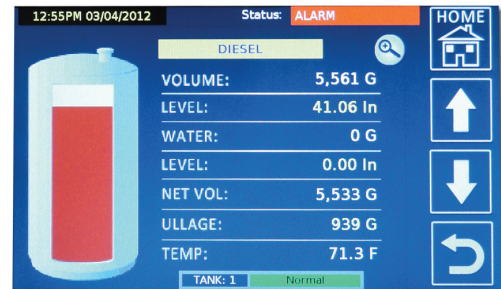 12:55PM 03/04/2012 Status: ALARM HOME
DIESEL
VOLUME: 5,561 G
LEVEL: 41.06 In
WATER: 0 G
LEVEL: 0.00 In
NET VOL: 5,533 G
ULLAGE: 939 G
TEMP: 71.3 F
TANK: 1 Normal